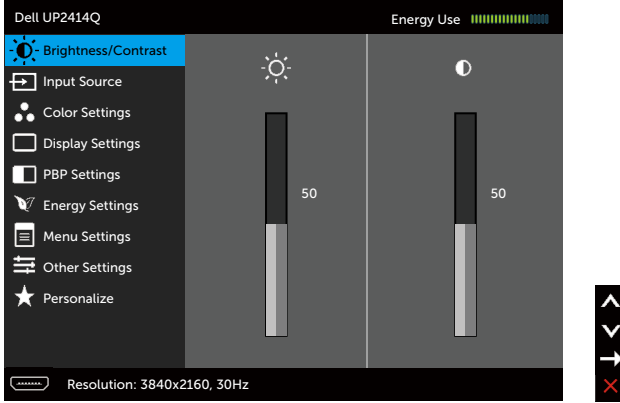 Dell UP2414Q
Energy Use
Brightness/Contrast
Input Source
Color Settings
Display Settings
PBP Settings
Energy Settings
Menu Settings
Other Settings
Personalize
50
50
Resolution: 3840x2160, 30Hz